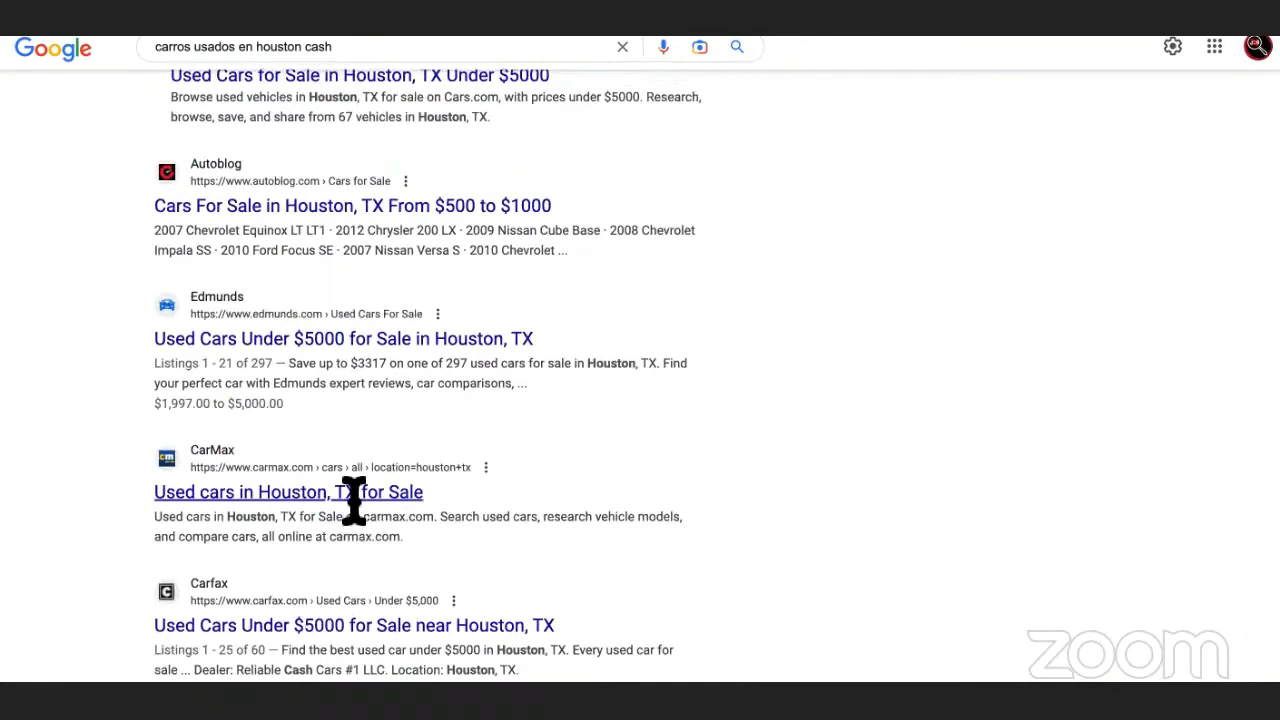 Google
carros usados en houston cash
Used Cars for Sale in Houston, TX Under $5000
Browse used vehicles in Houston, TX for sale on Cars.com, with prices under $5000. Research,
browse, save, and share from 67 vehicles in Houston, TX.
Autoblog
https://www.autoblog.com › Cars for Sale
Cars For Sale in Houston, TX From $500 to $1000
2007 Chevrolet Equinox LT LT1 · 2012 Chrysler 200 LX · 2009 Nissan Cube Base · 2008 Chevrolet
Impala SS · 2010 Ford Focus SE · 2007 Nissan Versa S · 2010 Chevrolet ...
Edmunds
https://www.edmunds.com › Used Cars For Sale
Used Cars Under $5000 for Sale in Houston, TX
Listings 1 - 21 of 297 — Save up to $3317 on one of 297 used cars for sale in Houston, TX. Find
your perfect car with Edmunds expert reviews, car comparisons, ...
$1,997.00 to $5,000.00
CarMax
https://www.carmax.com › cars › all › location=houston+tx
Used cars in Houston, TX for Sale
Used cars in Houston, TX for Sale carmax.com. Search used cars, research vehicle models,
and compare cars, all online at carmax.com.
Carfax
https://www.carfax.com › Used Cars › Under $5,000
Used Cars Under $5000 for Sale near Houston, TX
Listings 1 - 25 of 60 — Find the best used car under $5000 in Houston, TX. Every used car for
sale ... Dealer: Reliable Cash Cars #1 LLC. Location: Houston, TX.
zoom